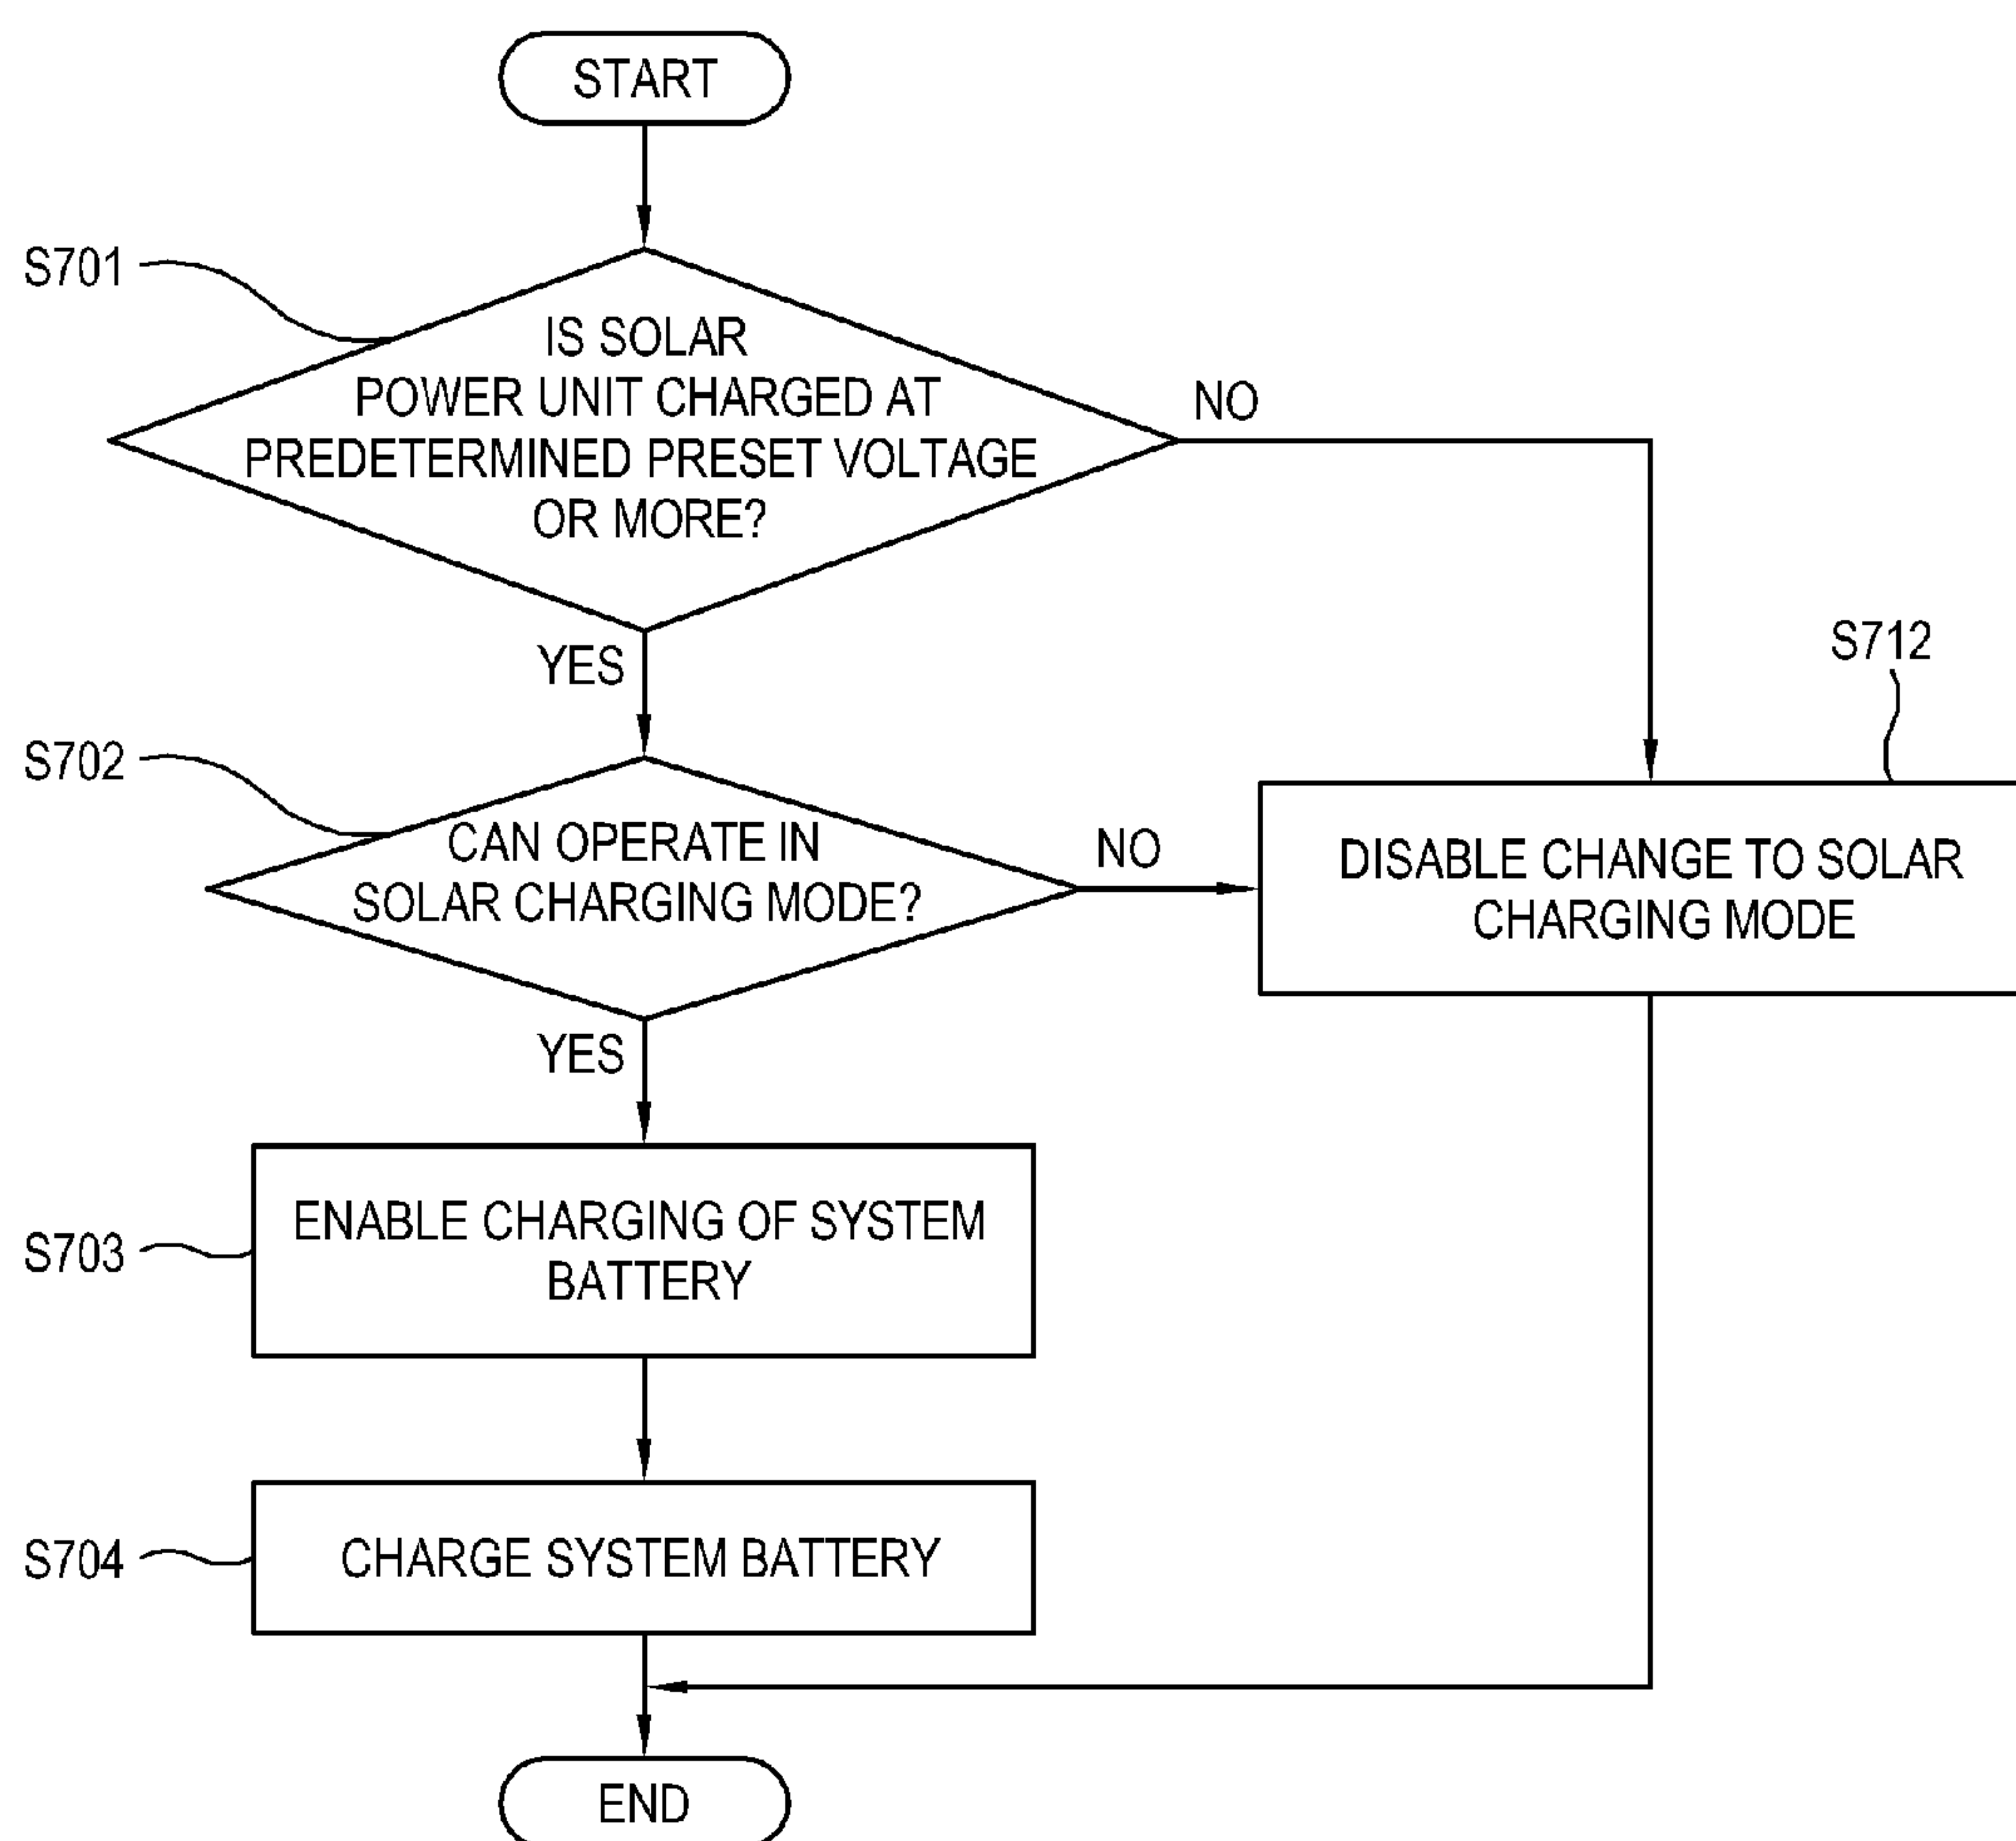 START
S701
IS SOLAR
POWER UNIT CHARGED AT
PREDETERMINED PRESET VOLTAGE
OR MORE?
NO
YES
S712
S702
CAN OPERATE IN
SOLAR CHARGING MODE?
NO
DISABLE CHANGE TO SOLAR
CHARGING MODE
YES
S703
ENABLE CHARGING OF SYSTEM
BATTERY
S704
CHARGE SYSTEM BATTERY
END